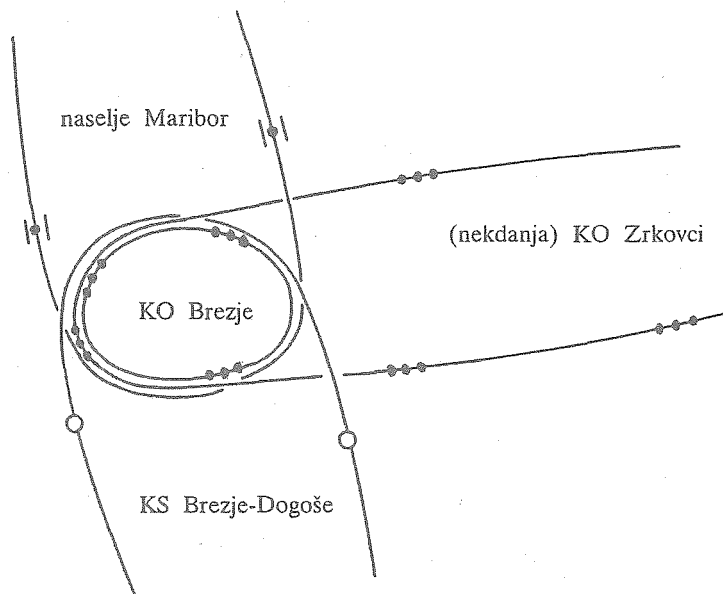 naselje Maribor
(nekdanja) KO Zrkovci
KO Brezje
KS Brezje-Dogoše